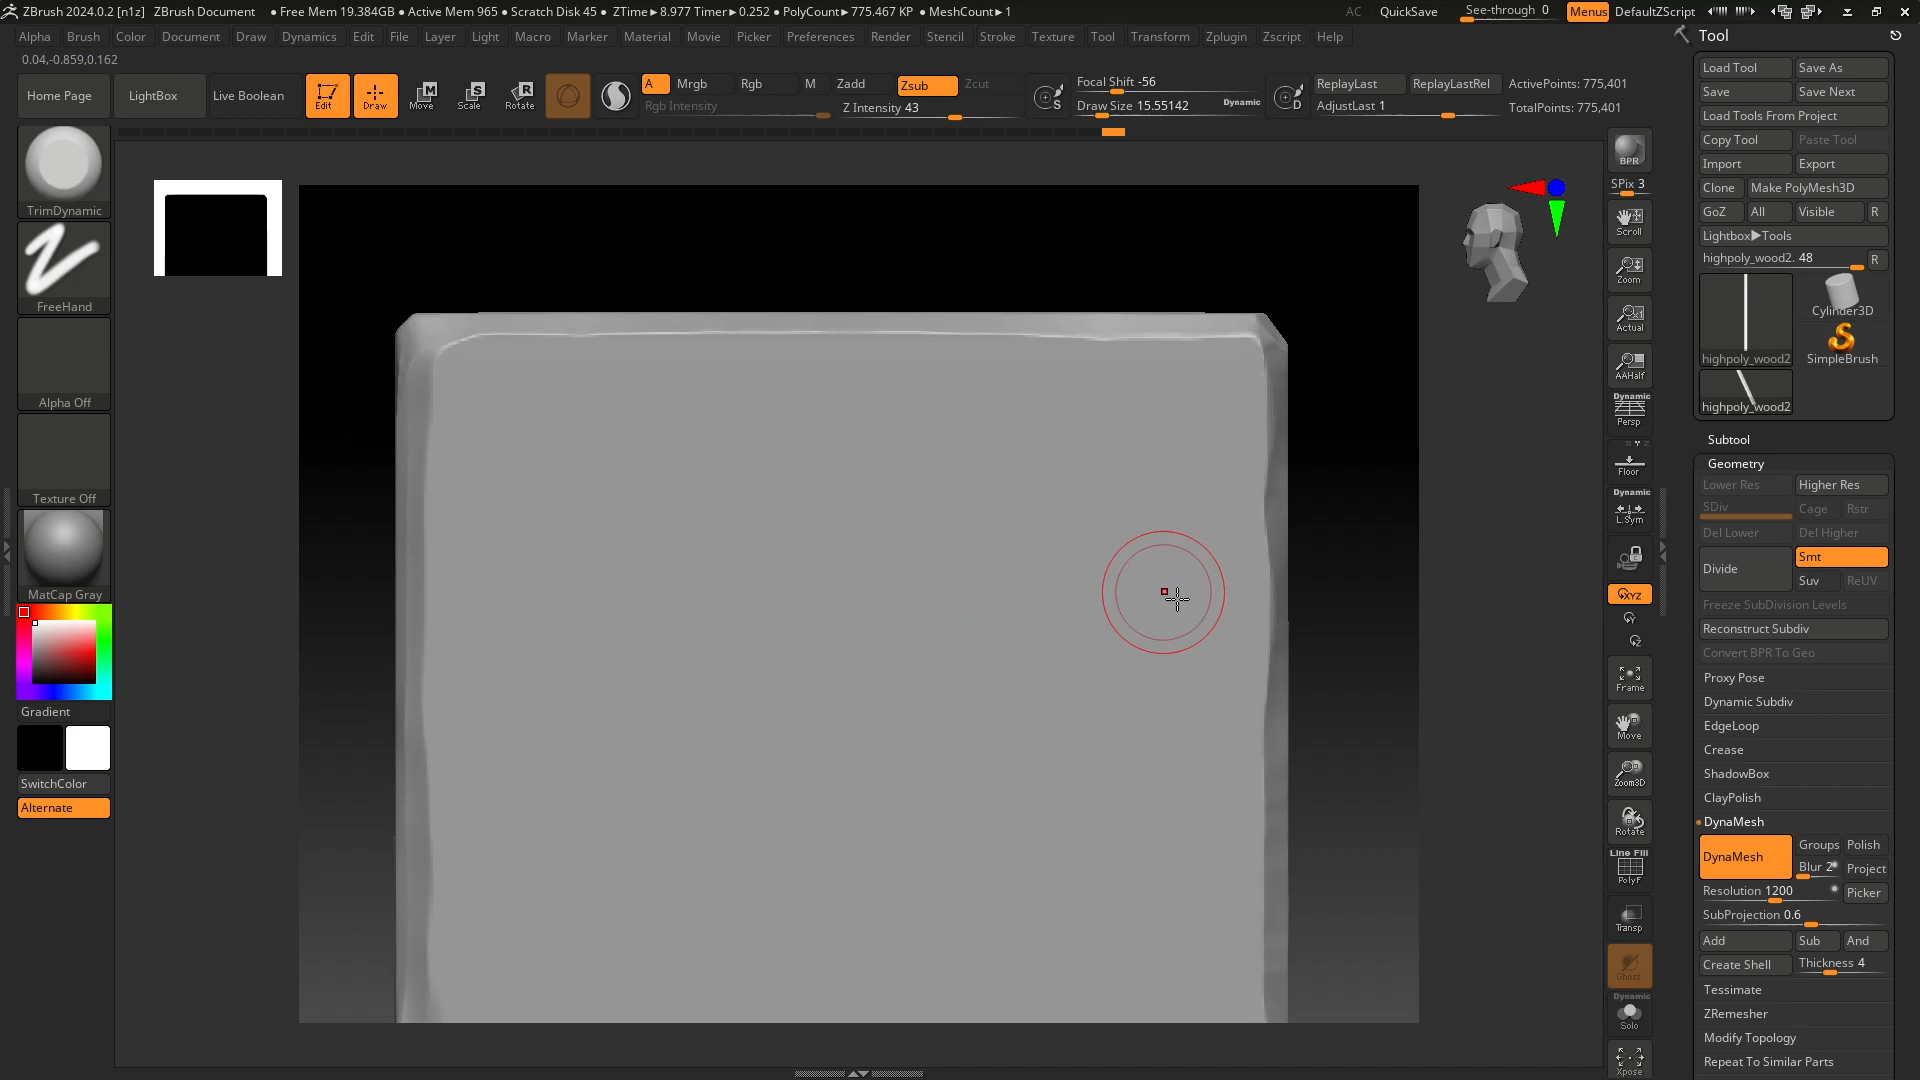 ZBrush 2024.0.2 [n1z] ZBrush Document ● Free Mem 19.384GB ● Active Mem 965 ● Scratch Disk 45 ● ZTime►8.977 Timer►0.252 ● PolyCount►775.467 KP ● MeshCount►1 AC QuickSave See-through 0 Menus DefaultZScript
Alpha Brush Color Document Draw Dynamics Edit File Layer Light Macro Marker Material Movie Picker Preferences Render Stencil Stroke Texture Tool Transform Zplugin Zscript Help
Tool
0.04,-0.859,0.162
Home Page LightBox Live Boolean Edit Draw Move Scale Rotate
M S R
A Mrgb Rgb M Zadd Zsub Zcut
Rgb Intensity Z Intensity 43
S
Focal Shift -56
Draw Size 15.55142 Dynamic
D
ReplayLast ReplayLastRel
AdjustLast 1
ActivePoints: 775,401
TotalPoints: 775,401
TrimDynamic
FreeHand
Alpha Off
Texture Off
MatCap Gray
Gradient
SwitchColor
Alternate
BPR
SPix 3
Scroll
Zoom
Actual
AAHalf
Dynamic
Persp
Floor
Dynamic
L.Sym
XYZ
Y
Z
Frame
Move
Zoom3D
Rotate
Line Fill
PolyF
Transp
Ghost
Dynamic
Solo
Xpose
Load Tool Save As
Save Save Next
Load Tools From Project
Copy Tool Paste Tool
Import Export
Clone Make PolyMesh3D
GoZ All Visible R
Lightbox►Tools
highpoly_wood2. 48 R
Cylinder3D
highpoly_wood2 SimpleBrush
highpoly_wood2
Subtool
Geometry
Lower Res Higher Res
SDiv Cage Rstr
Del Lower Del Higher
Divide Smt
Suv ReUV
Freeze SubDivision Levels
Reconstruct Subdiv
Convert BPR To Geo
Proxy Pose
Dynamic Subdiv
EdgeLoop
Crease
ShadowBox
ClayPolish
DynaMesh
DynaMesh Groups Polish
Blur 2 Project
Resolution 1200 Picker
SubProjection 0.6
Add Sub And
Create Shell Thickness 4
Tessimate
ZRemesher
Modify Topology
Repeat To Similar Parts